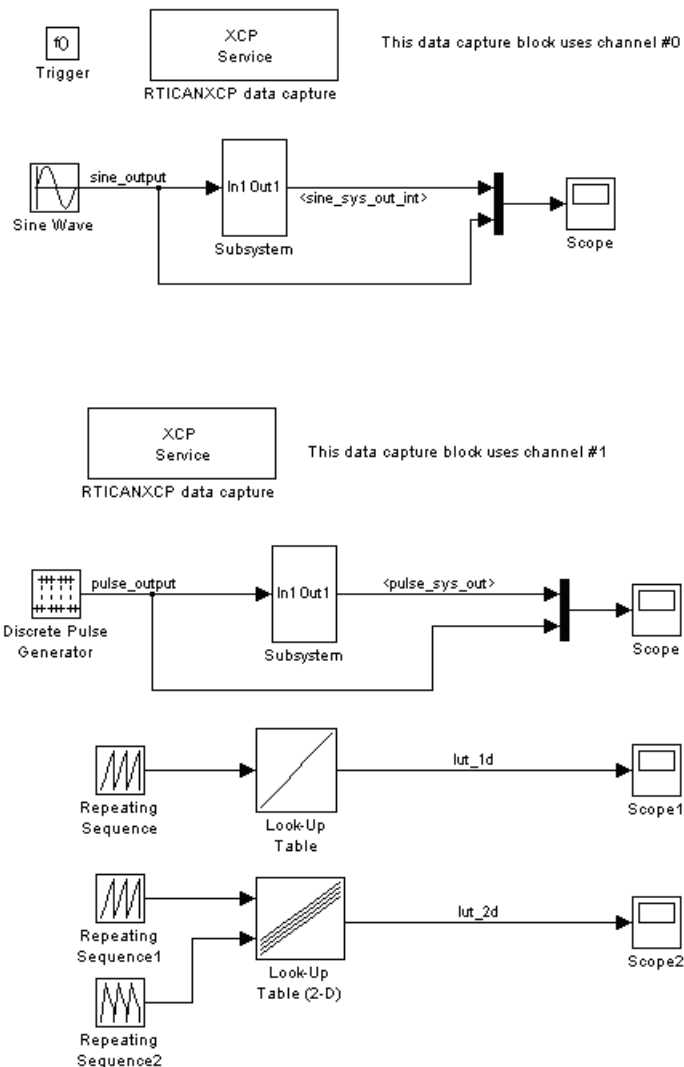 f()
Trigger
XCP
Service
RTICANXCP data capture
This data capture block uses channel #0
sine_output
Sine Wave
In1 Out1
Subsystem
<sine_sys_out_int>
Scope
XCP
Service
RTICANXCP data capture
This data capture block uses channel #1
pulse_output
Discrete Pulse
Generator
In1 Out1
Subsystem
<pulse_sys_out>
Scope
Repeating
Sequence
Look-Up
Table
lut_1d
Scope1
Repeating
Sequence1
Repeating
Sequence2
Look-Up
Table (2-D)
lut_2d
Scope2